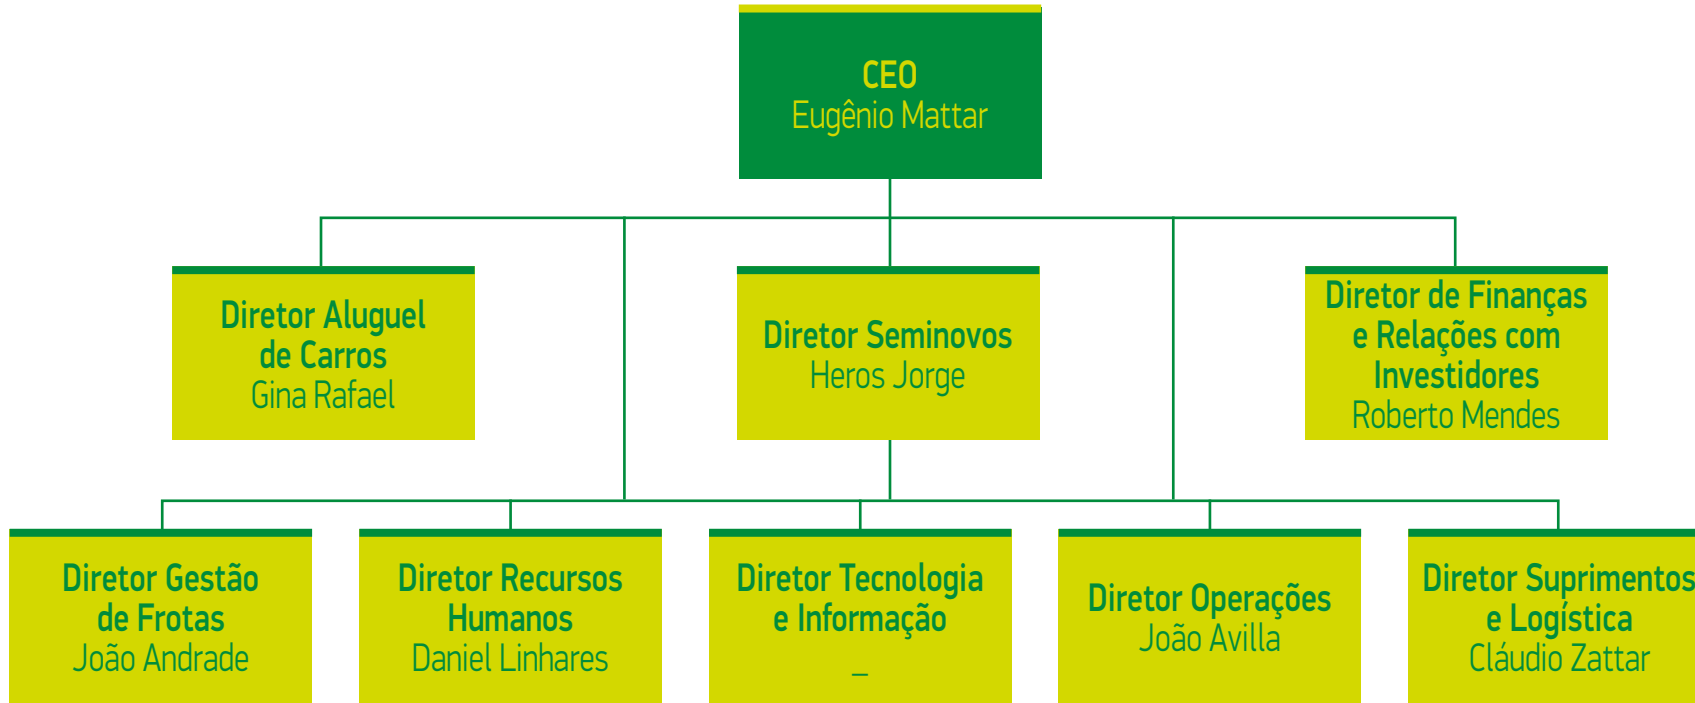 CEO
Eugênio Mattar
Diretor Aluguel
de Carros
Gina Rafael
Diretor Seminovos
Heros Jorge
Diretor de Finanças
e Relações com
Investidores
Roberto Mendes
Diretor Gestão
de Frotas
João Andrade
Diretor Recursos
Humanos
Daniel Linhares
Diretor Tecnologia
e Informação
–
Diretor Operações
João Avilla
Diretor Suprimentos
e Logística
Cláudio Zattar